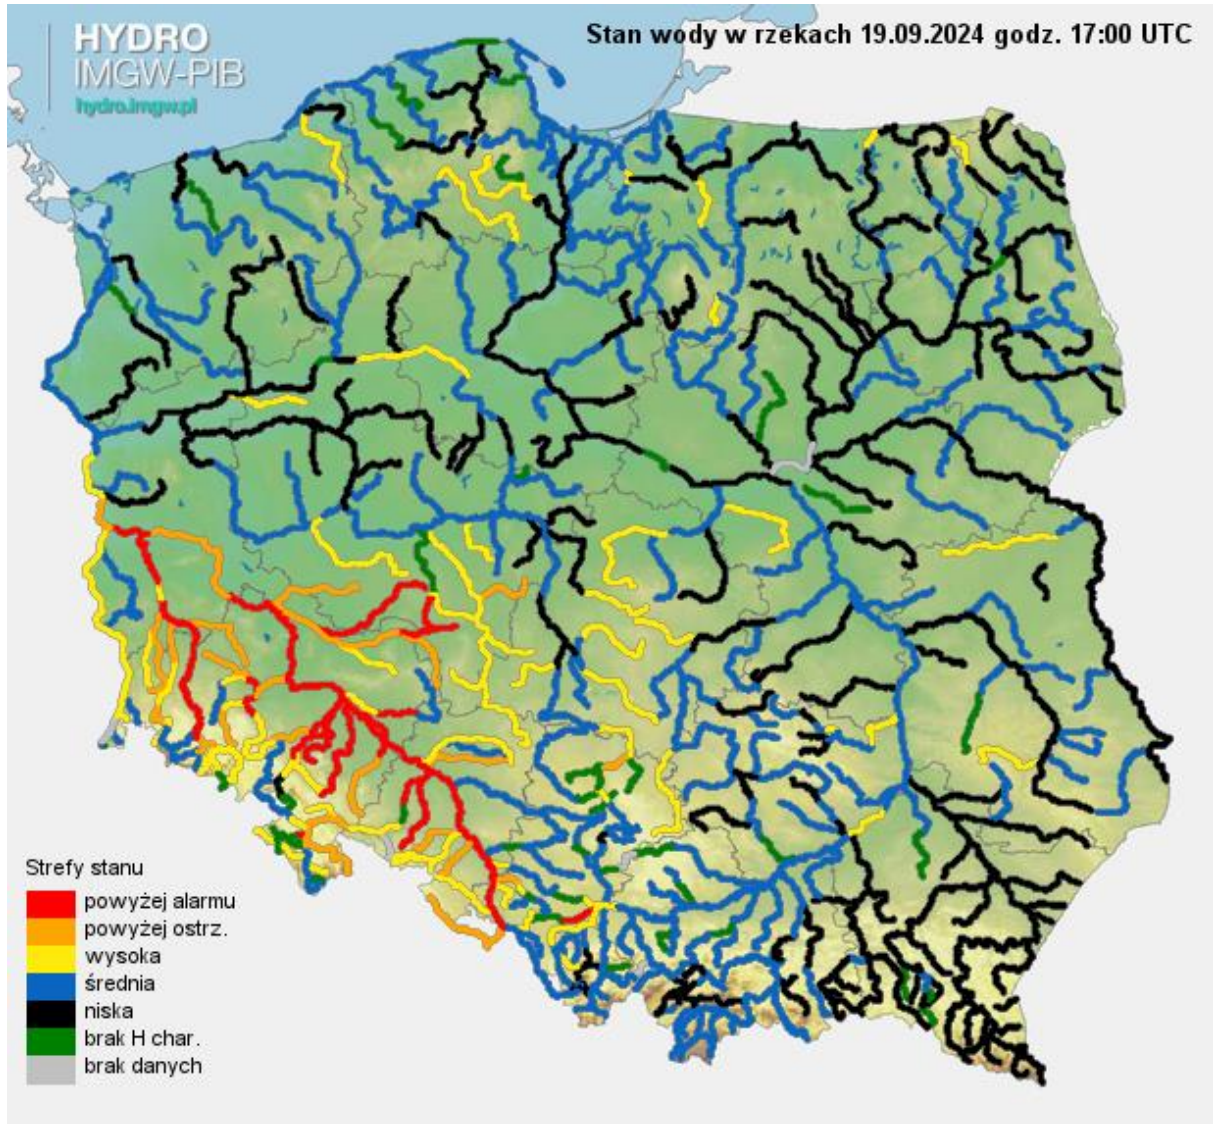 HYDRO
IMGW-PIB
hydro.imgw.pl
Stan wody w rzekach 19.09.2024 godz. 17:00 UTC
Strefy stanu
powyżej alarmu
powyżej ostrz.
wysoka
średnia
niska
brak H char.
brak danych